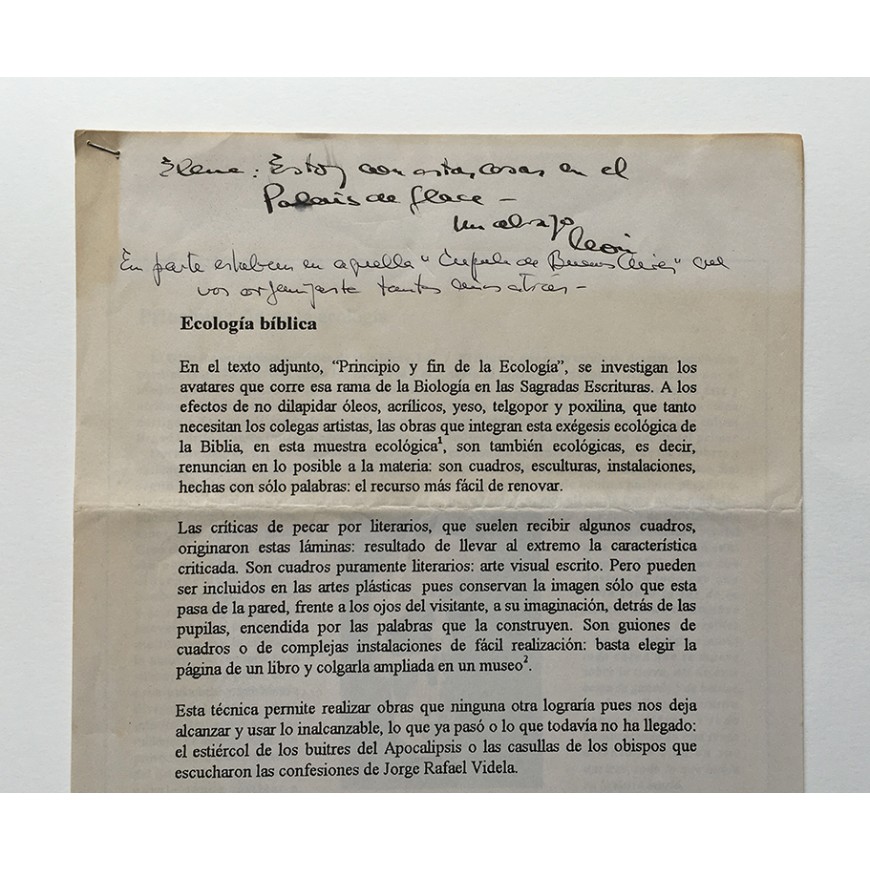 Elena: Estoy con estas cosas en el
Palais de Glace –
Un abrazo
León
En parte estaban en aquella "Cúpula de Buenos Aires" que
vos organizaste tantos años atrás –
Ecología bíblica
En el texto adjunto, “Principio y fin de la Ecología”, se investigan los
avatares que corre esa rama de la Biología en las Sagradas Escrituras. A los
efectos de no dilapidar óleos, acrílicos, yeso, telgopor y poxilina, que tanto
necesitan los colegas artistas, las obras que integran esta exégesis ecológica de
la Biblia, en esta muestra ecológica¹, son también ecológicas, es decir,
renuncian en lo posible a la materia: son cuadros, esculturas, instalaciones,
hechas con sólo palabras: el recurso más fácil de renovar.
Las críticas de pecar por literarios, que suelen recibir algunos cuadros,
originaron estas láminas: resultado de llevar al extremo la característica
criticada. Son cuadros puramente literarios: arte visual escrito. Pero pueden
ser incluidos en las artes plásticas pues conservan la imagen sólo que esta
pasa de la pared, frente a los ojos del visitante, a su imaginación, detrás de las
pupilas, encendida por las palabras que la construyen. Son guiones de
cuadros o de complejas instalaciones de fácil realización: basta elegir la
página de un libro y colgarla ampliada en un museo².
Esta técnica permite realizar obras que ninguna otra lograría pues nos deja
alcanzar y usar lo inalcanzable, lo que ya pasó o lo que todavía no ha llegado:
el estiércol de los buitres del Apocalipsis o las casullas de los obispos que
escucharon las confesiones de Jorge Rafael Videla.